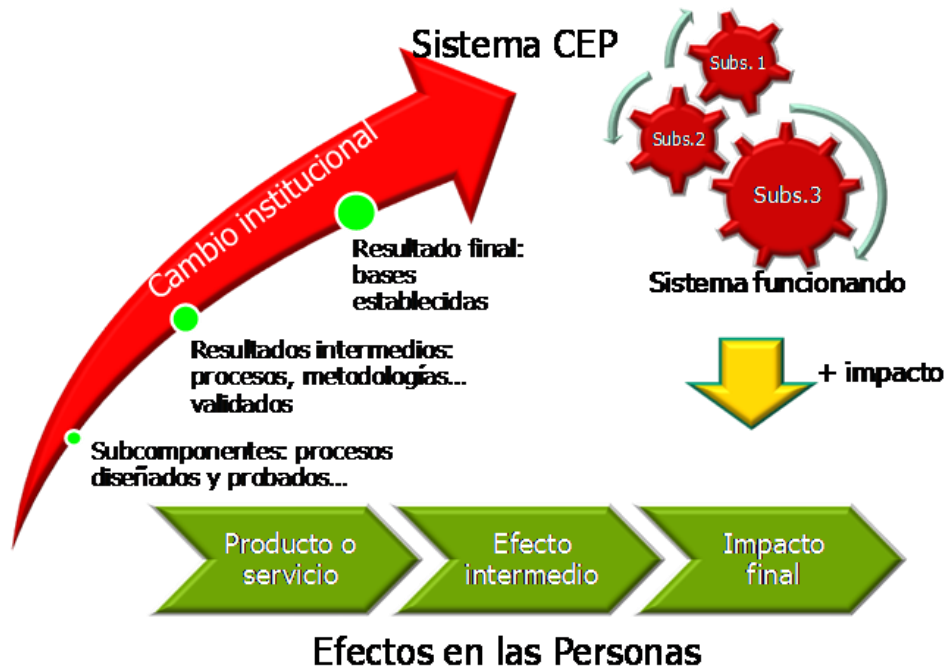 Sistema CEP
Subs. 1
Subs.2
Subs.3
Sistema funcionando
Cambio institucional
Resultado final:
bases
establecidas
Resultados intermedios:
procesos, metodologías...
validados
Subcomponentes: procesos
diseñados y probados...
+ impacto
Producto o
servicio
Efecto
intermedio
Impacto
final
Efectos en las Personas